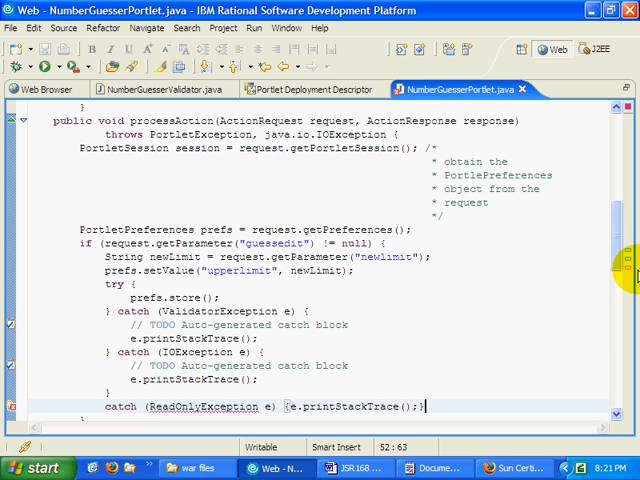 Web - NumberGuesserPortlet.java - IBM Rational Software Development Platform
File Edit Source Refactor Navigate Search Project Run Window Help
Web J2EE
Web Browser NumberGuesserValidator.java Portlet Deployment Descriptor NumberGuesserPortlet.java
}
public void processAction(ActionRequest request, ActionResponse response)
throws PortletException, java.io.IOException {
PortletSession session = request.getPortletSession(); /*
* obtain the
* PortlePreferences
* object from the
* request
*/
PortletPreferences prefs = request.getPreferences();
if (request.getParameter("guessedit") != null) {
String newLimit = request.getParameter("newlimit");
prefs.setValue("upperlimit", newLimit);
try {
prefs.store();
} catch (ValidatorException e) {
// TODO Auto-generated catch block
e.printStackTrace();
} catch (IOException e) {
// TODO Auto-generated catch block
e.printStackTrace();
}
catch (ReadOnlyException e) {e.printStackTrace();}
Writable Smart Insert 52 : 63
start war files Web - N... JSR168 ... Docume... Sun Certi... 8:21 PM